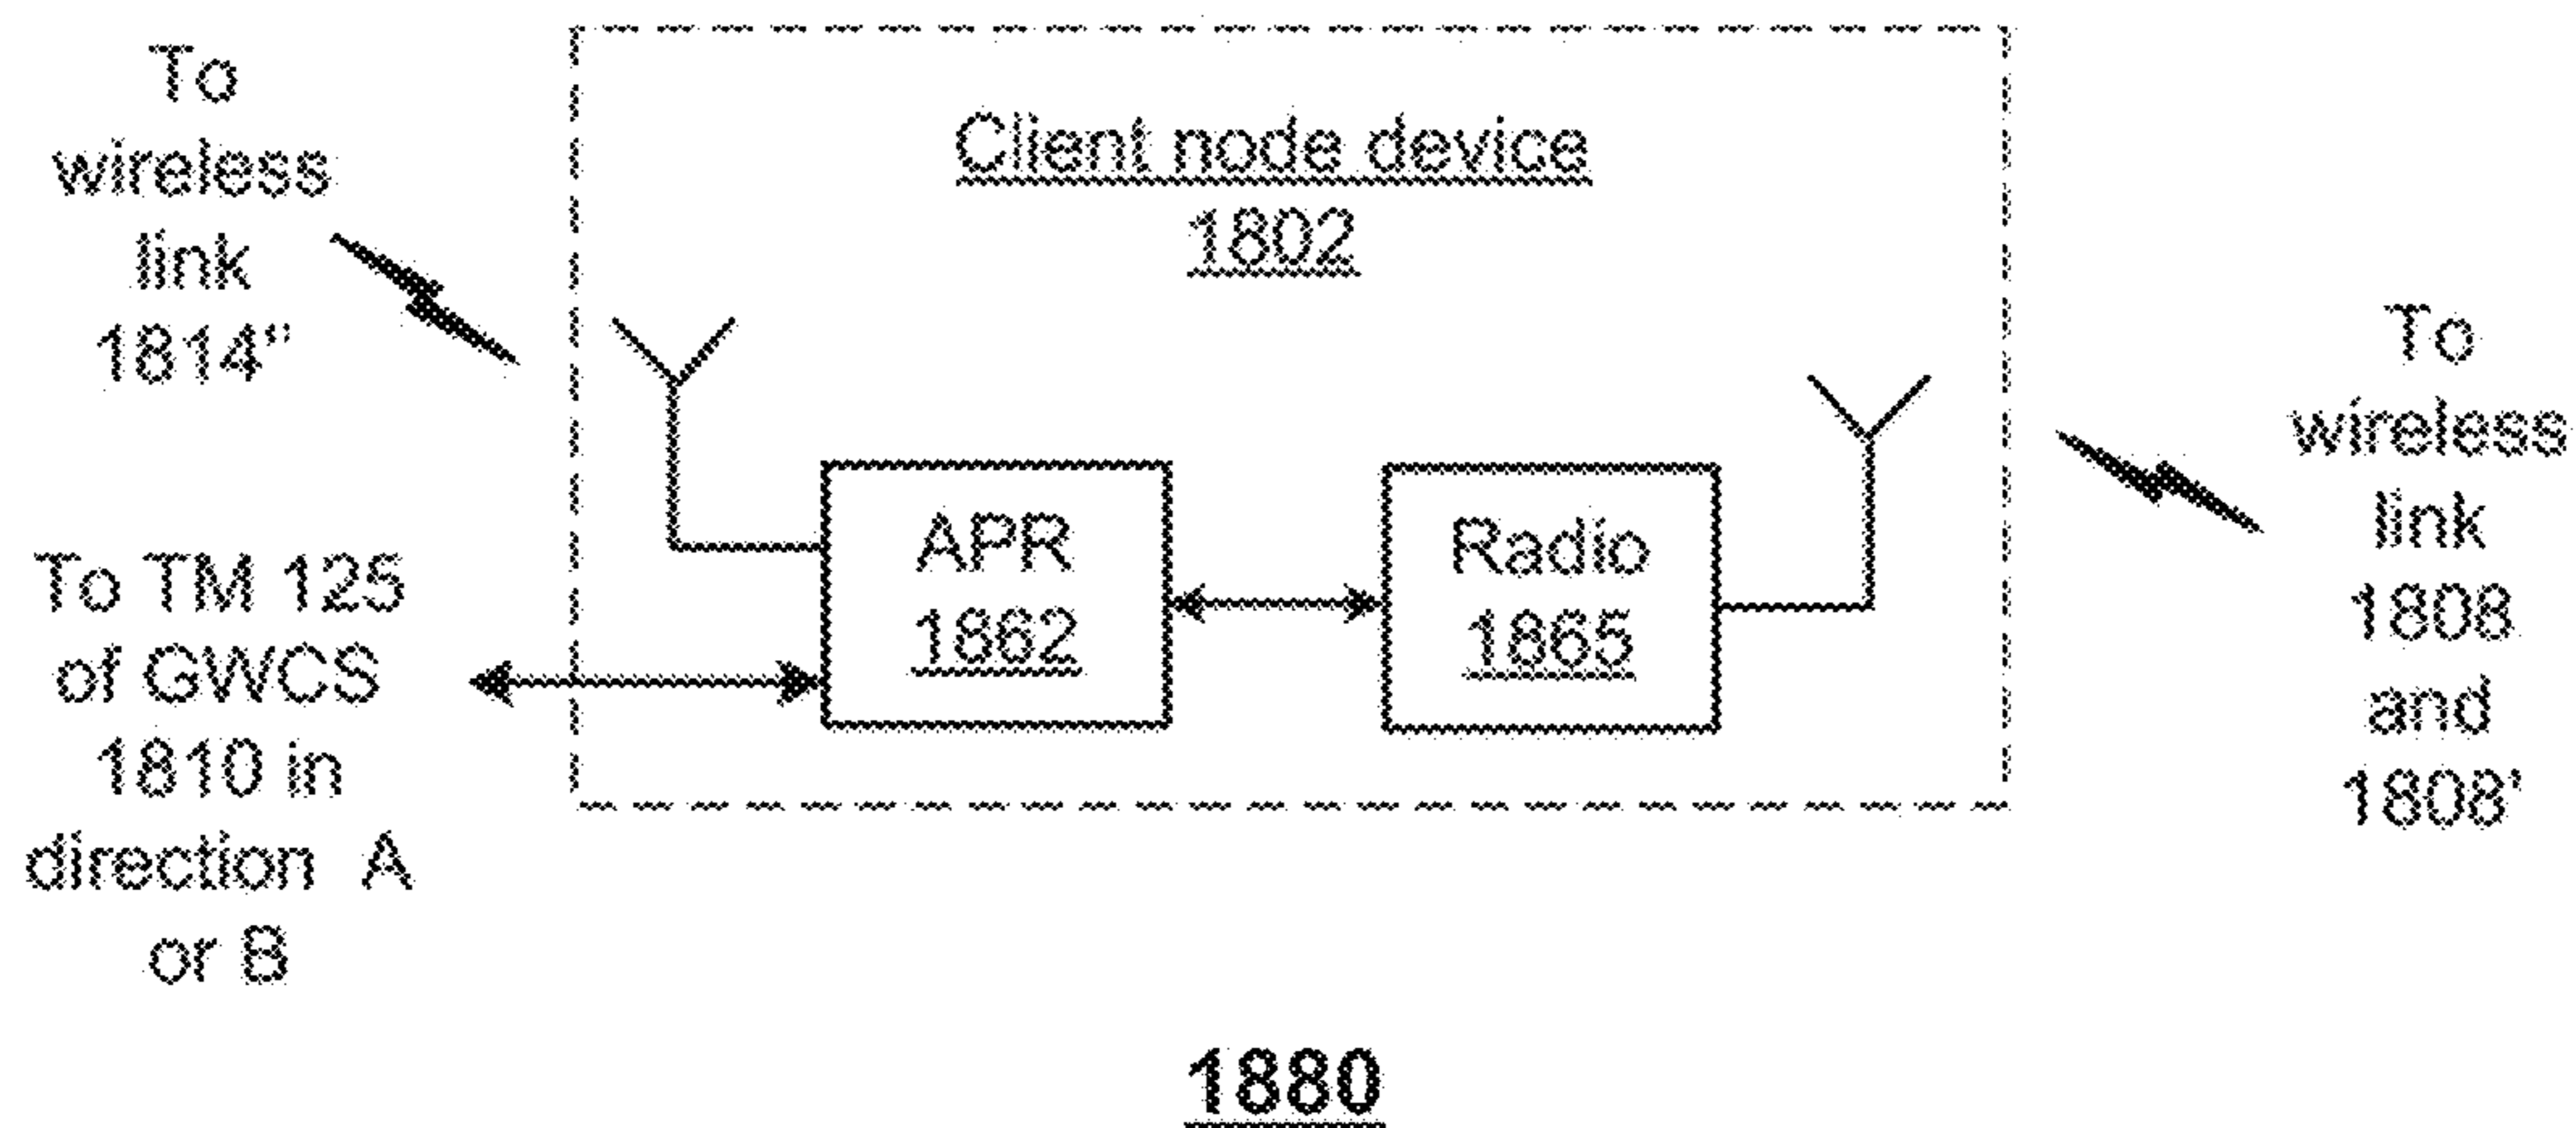 To
wireless
link
1814"
To TM 125
of GWCS
1810 in
direction A
or B
Client node device
1802
APR
1862
Radio
1865
To
wireless
link
1808
and
1808'
1880